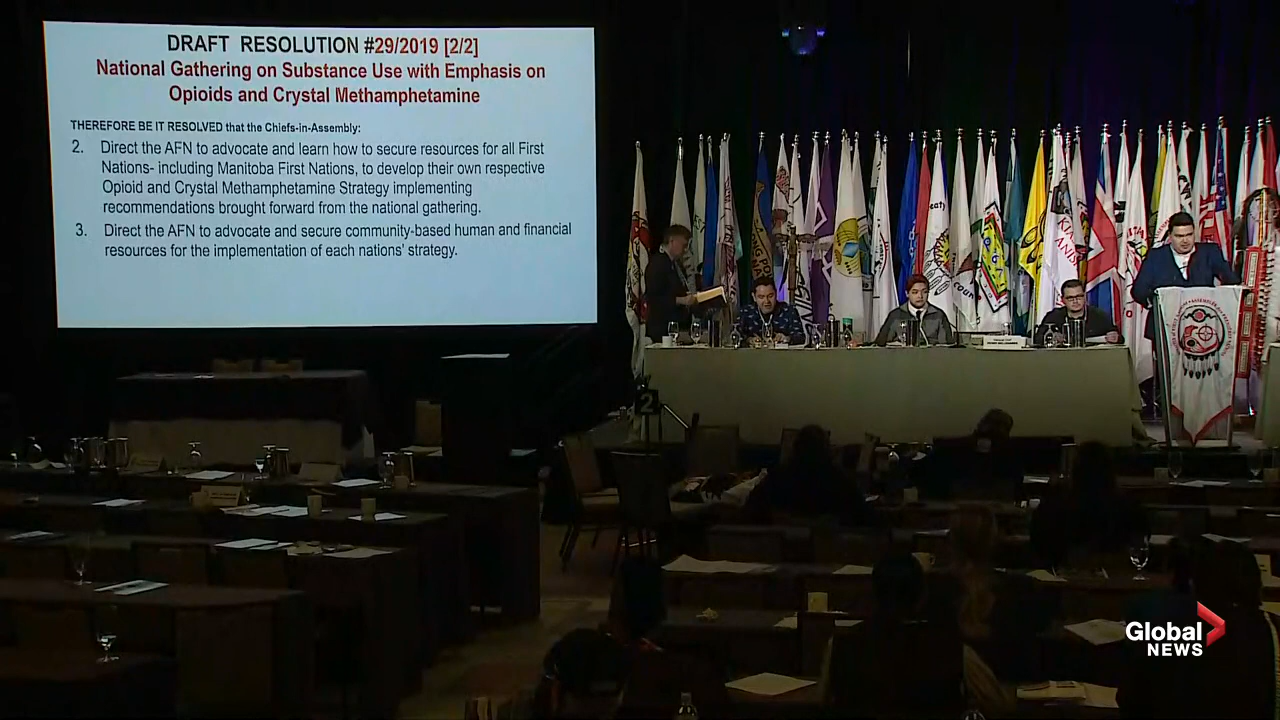 DRAFT RESOLUTION #29/2019 [2/2]
National Gathering on Substance Use with Emphasis on
Opioids and Crystal Methamphetamine
THEREFORE BE IT RESOLVED that the Chiefs-in-Assembly:
2. Direct the AFN to advocate and learn how to secure resources for all First
Nations- including Manitoba First Nations, to develop their own respective
Opioid and Crystal Methamphetamine Strategy implementing
recommendations brought forward from the national gathering.
3. Direct the AFN to advocate and secure community-based human and financial
resources for the implementation of each nations' strategy.
2
Global
NEWS